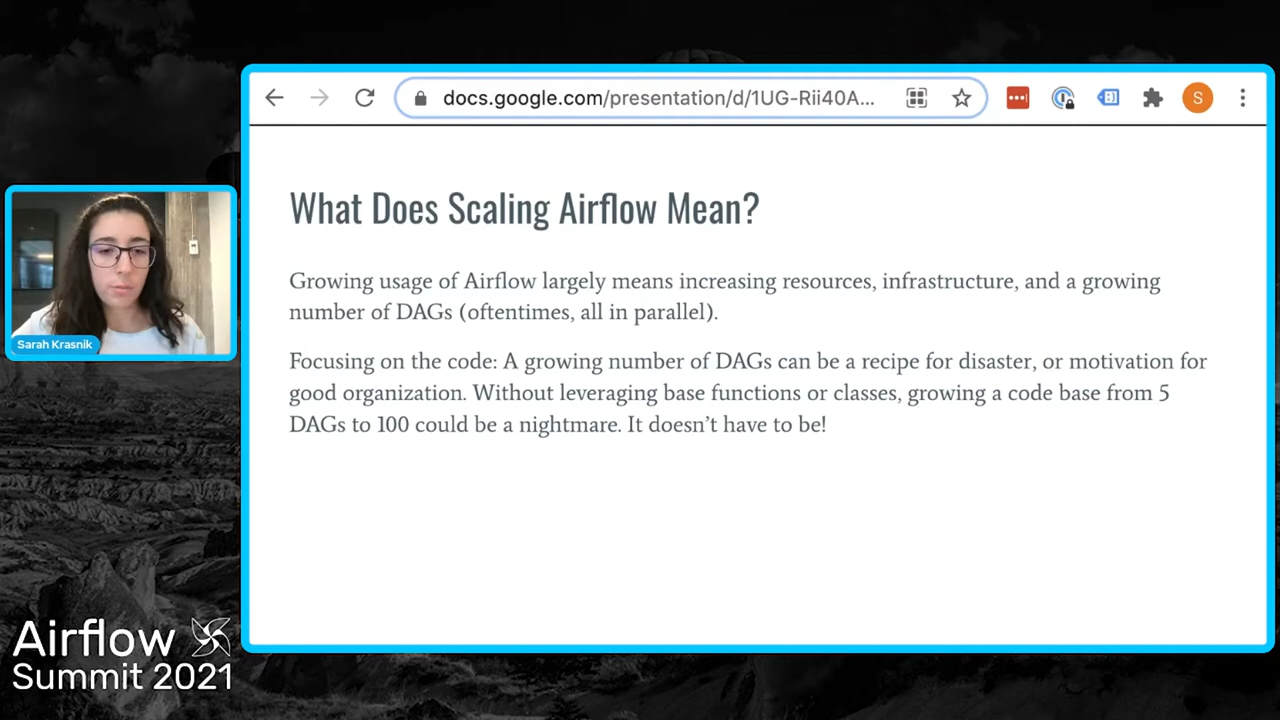 docs.google.com/presentation/d/1UG-Rii40A...
S
What Does Scaling Airflow Mean?
Growing usage of Airflow largely means increasing resources, infrastructure, and a growing
number of DAGs (oftentimes, all in parallel).
Focusing on the code: A growing number of DAGs can be a recipe for disaster, or motivation for
good organization. Without leveraging base functions or classes, growing a code base from 5
DAGs to 100 could be a nightmare. It doesn’t have to be!
Sarah Krasnik
Airflow
Summit 2021